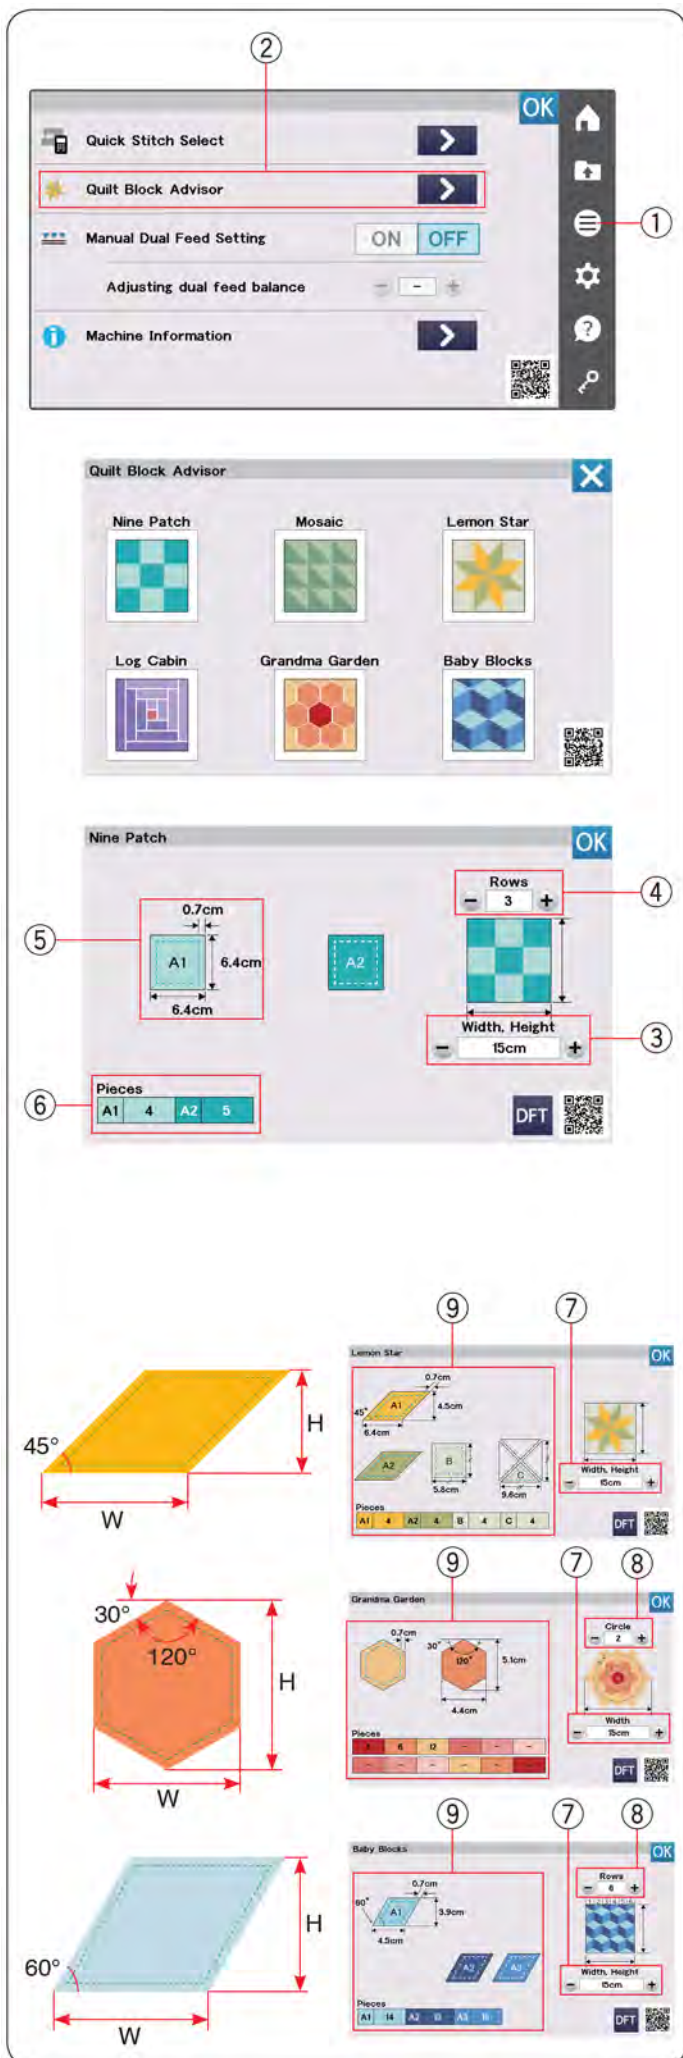 ②
OK
Quick Stitch Select
Quilt Block Advisor
①
Manual Dual Feed Setting ON OFF
Adjusting dual feed balance − - +
Machine Information
Quilt Block Advisor
Nine Patch Mosaic Lemon Star
Log Cabin Grandma Garden Baby Blocks
Nine Patch
OK
Rows
− 3 +
④
0.7cm
⑤
A1 6.4cm A2
6.4cm
Width, Height
− 15cm +
③
Pieces
⑥
A1 4 A2 5
DFT
⑨ ⑦
Lemon Star OK
0.7cm
A1 4.5cm
45°
6.4cm
A2 B C
5.8cm 9.6cm
Width, Height
− 15cm +
Pieces
A1 4 A2 4 B 4 C 4
DFT
45° H
W
⑨ ⑦ ⑧
Grandma Garden OK
Circle
− 2 +
0.7cm
30°
120°
5.1cm
4.4cm
Width
− 15cm +
Pieces
6 12 - - -
- - - - - -
DFT
30°
120°
H
W
⑨ ⑦ ⑧
Baby Blocks OK
Rows
− 6 +
0.7cm
60°
A1 3.9cm
4.5cm
A2 A3
Width, Height
− 15cm +
Pieces
A1 14 A2 A3
DFT
H
60°
W